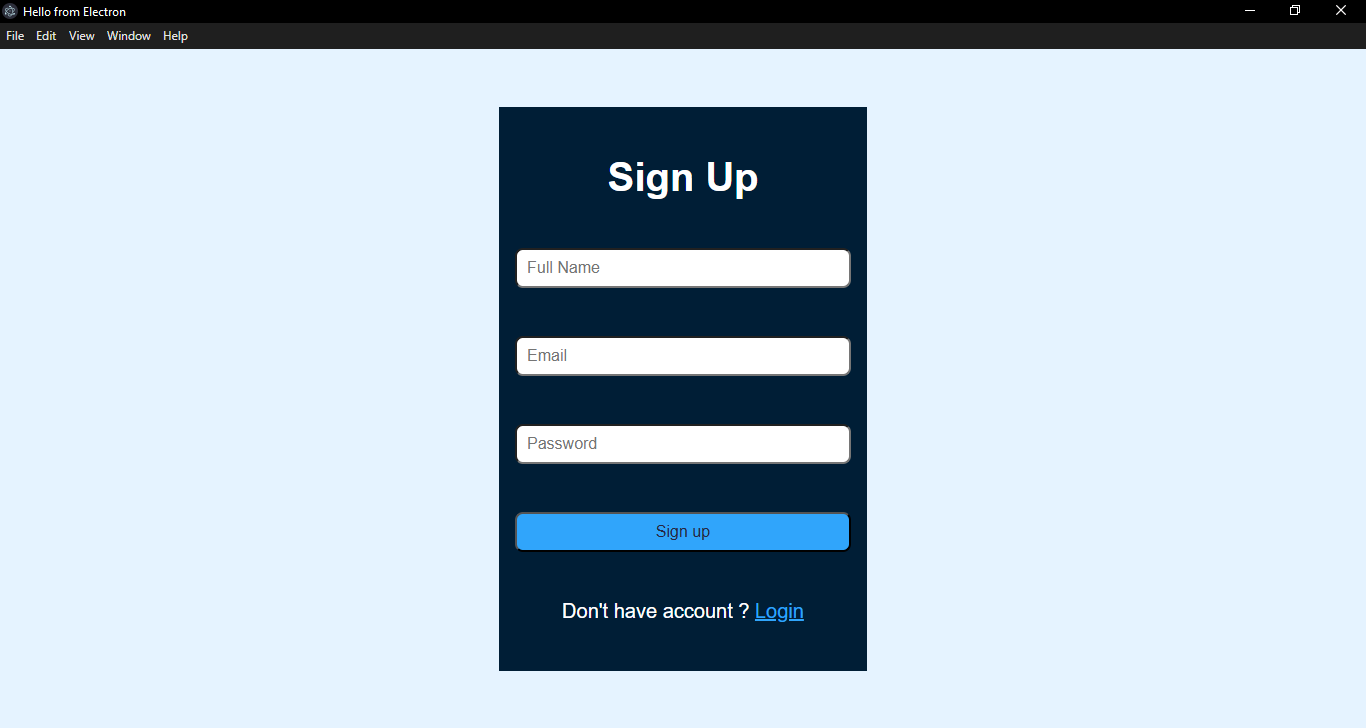 Hello from Electron
File Edit View Window Help
Sign Up
Full Name
Email
Password
Sign up
Don't have account ? Login